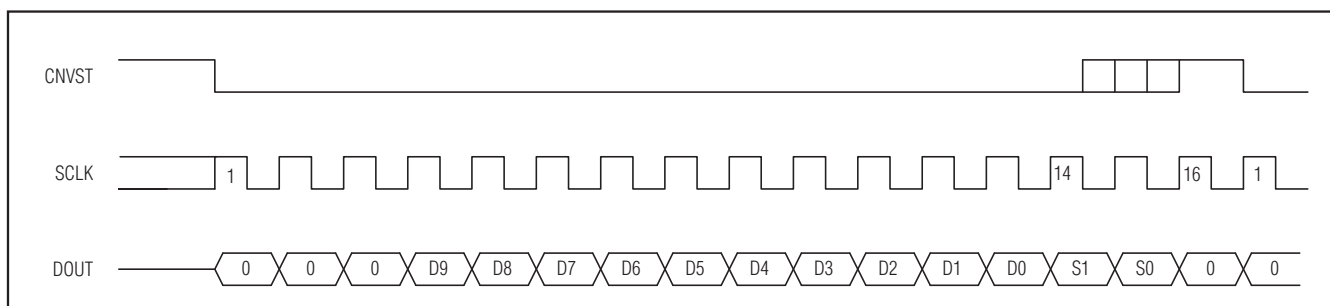 CNVST
SCLK 1 14 16 1
DOUT 0 0 0 D9 D8 D7 D6 D5 D4 D3 D2 D1 D0 S1 S0 0 0